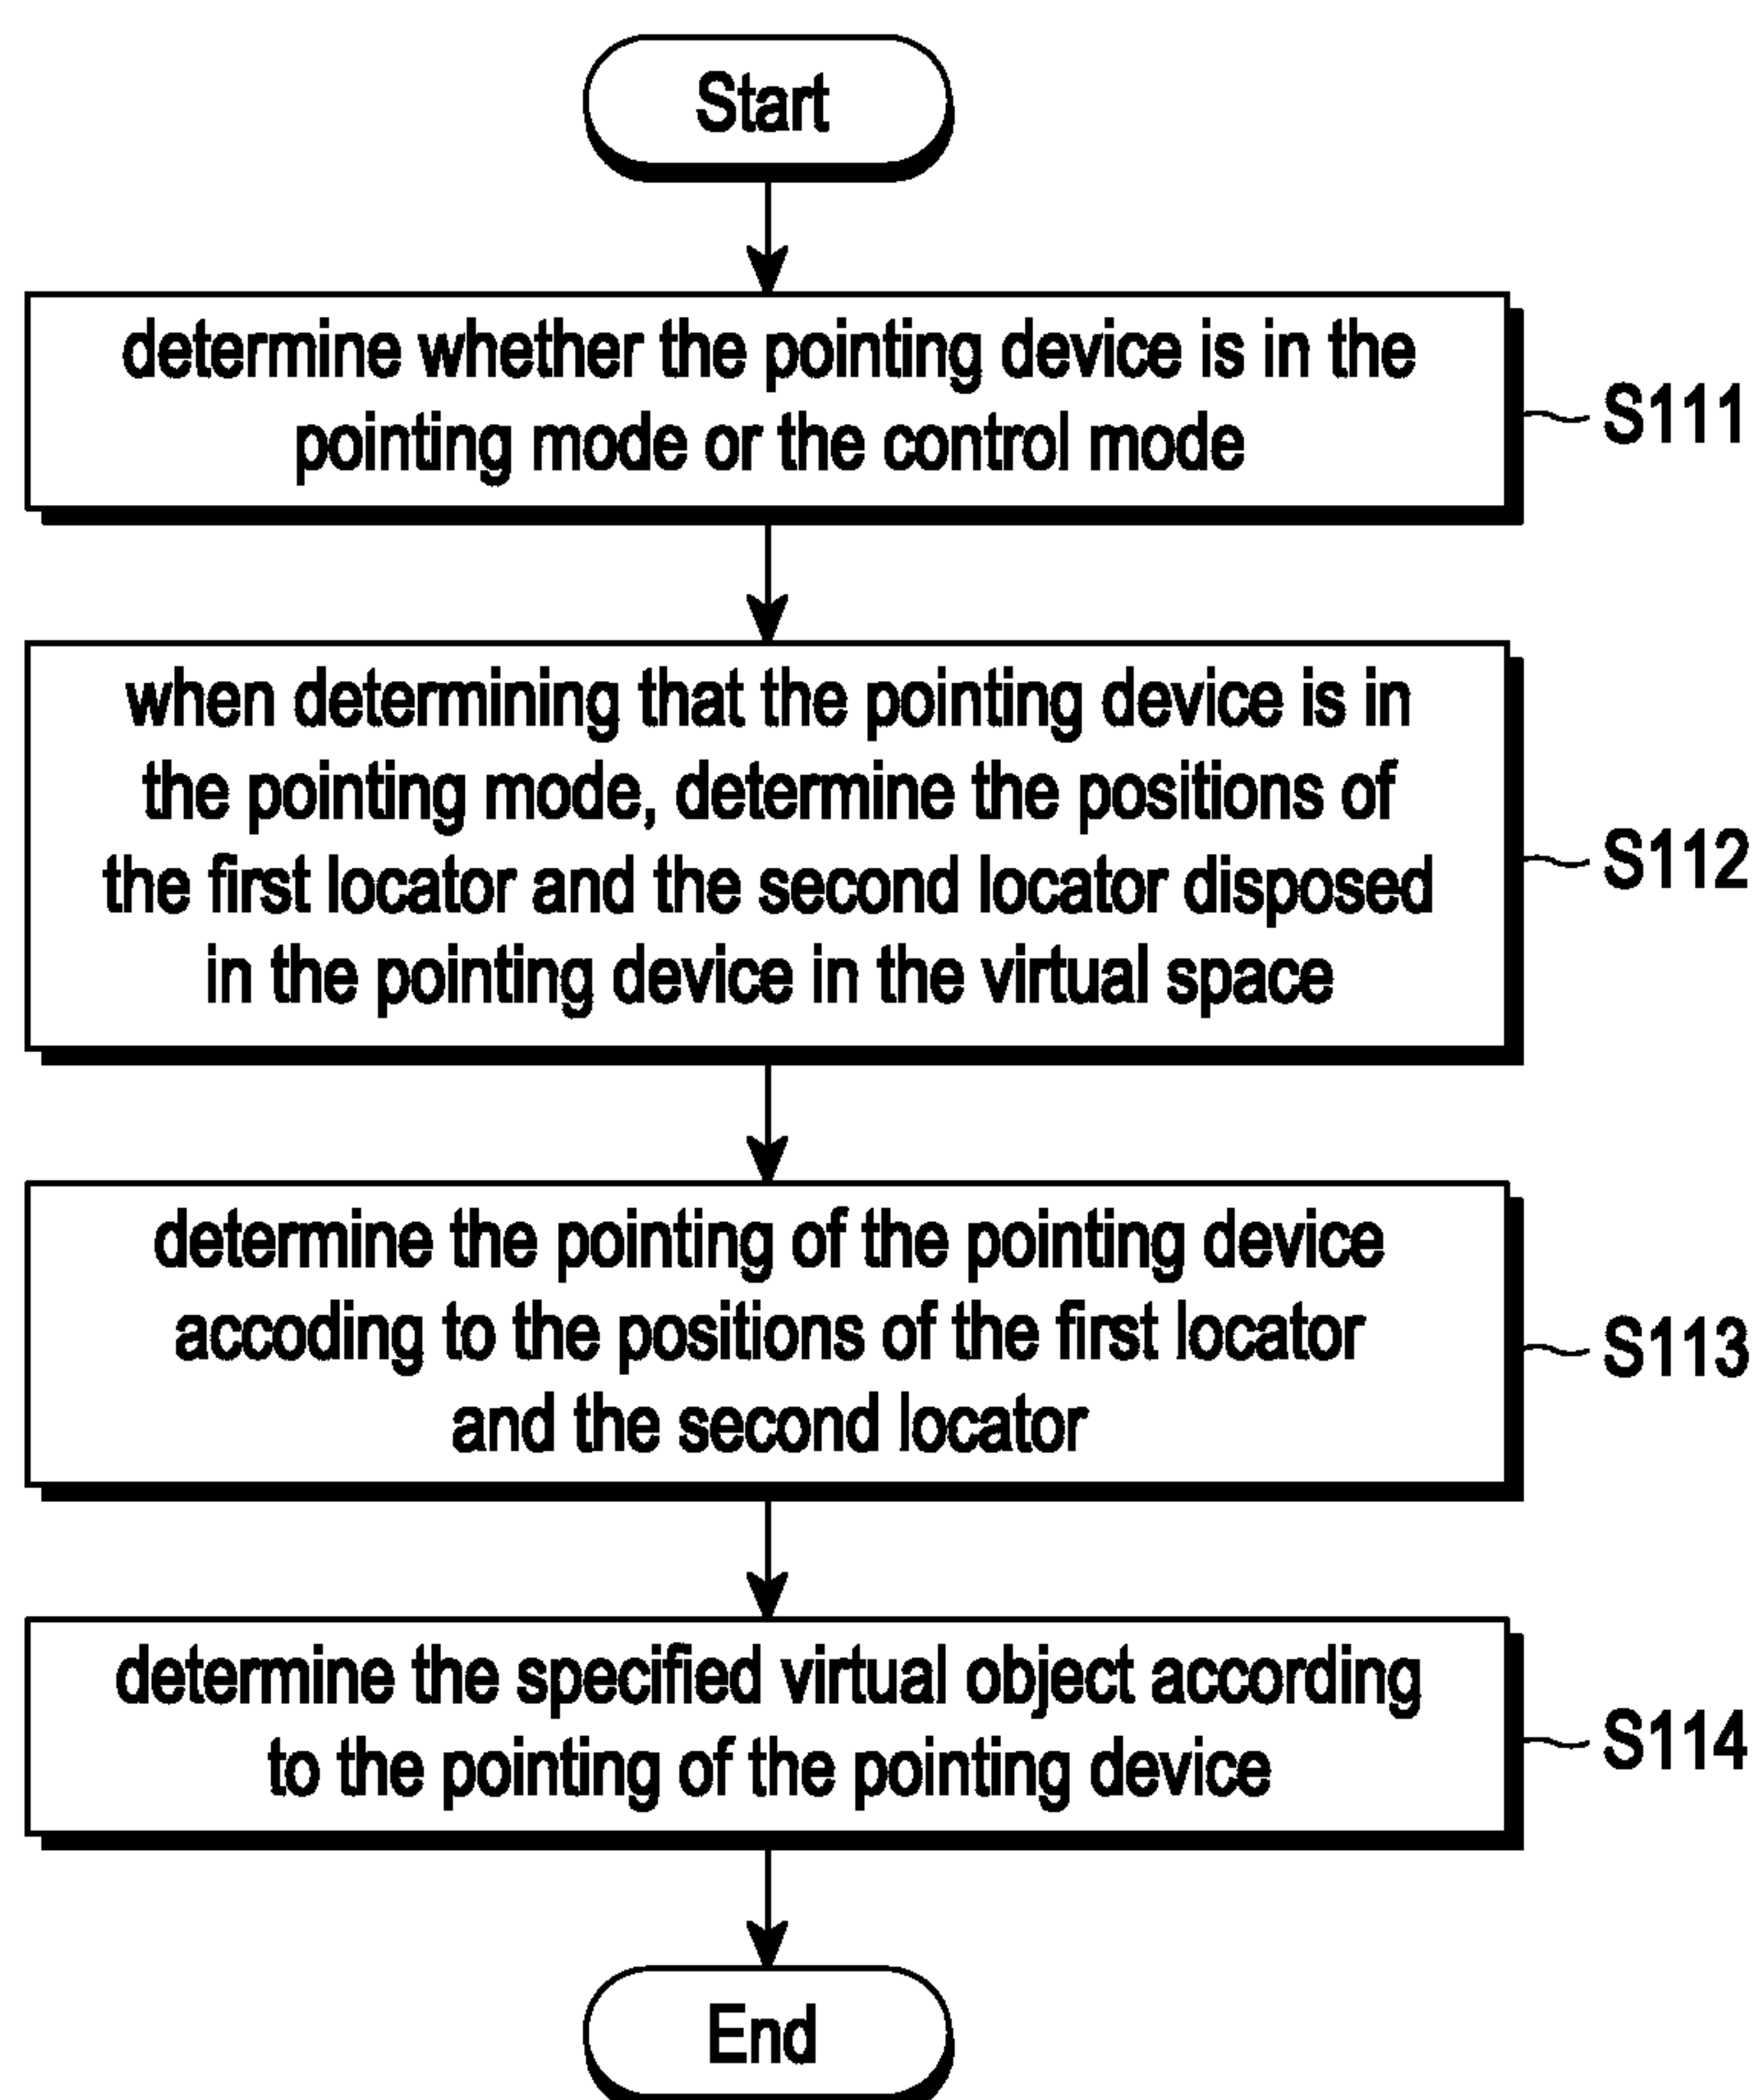 Start
determine whether the pointing device is in the
pointing mode or the control mode
S111
when determining that the pointing device is in
the pointing mode, determine the positions of
the first locator and the second locator disposed
in the pointing device in the virtual space
S112
determine the pointing of the pointing device
accoding to the positions of the first locator
and the second locator
S113
determine the specified virtual object according
to the pointing of the pointing device
S114
End